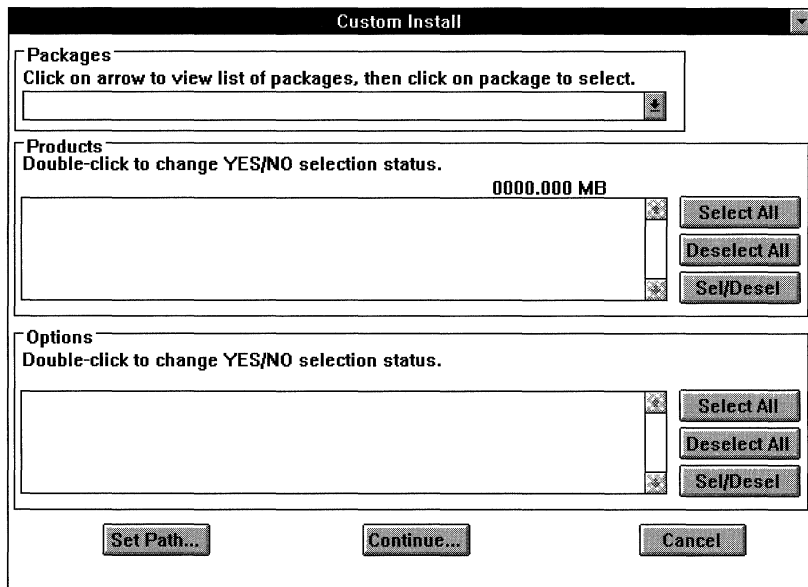 Custom Install
Packages
Click on arrow to view list of packages, then click on package to select.
Products
Double-click to change YES/NO selection status.
0000.000 MB
Select All
Deselect All
Sel/Desel
Options
Double-click to change YES/NO selection status.
Select All
Deselect All
Sel/Desel
Set Path...
Continue...
Cancel